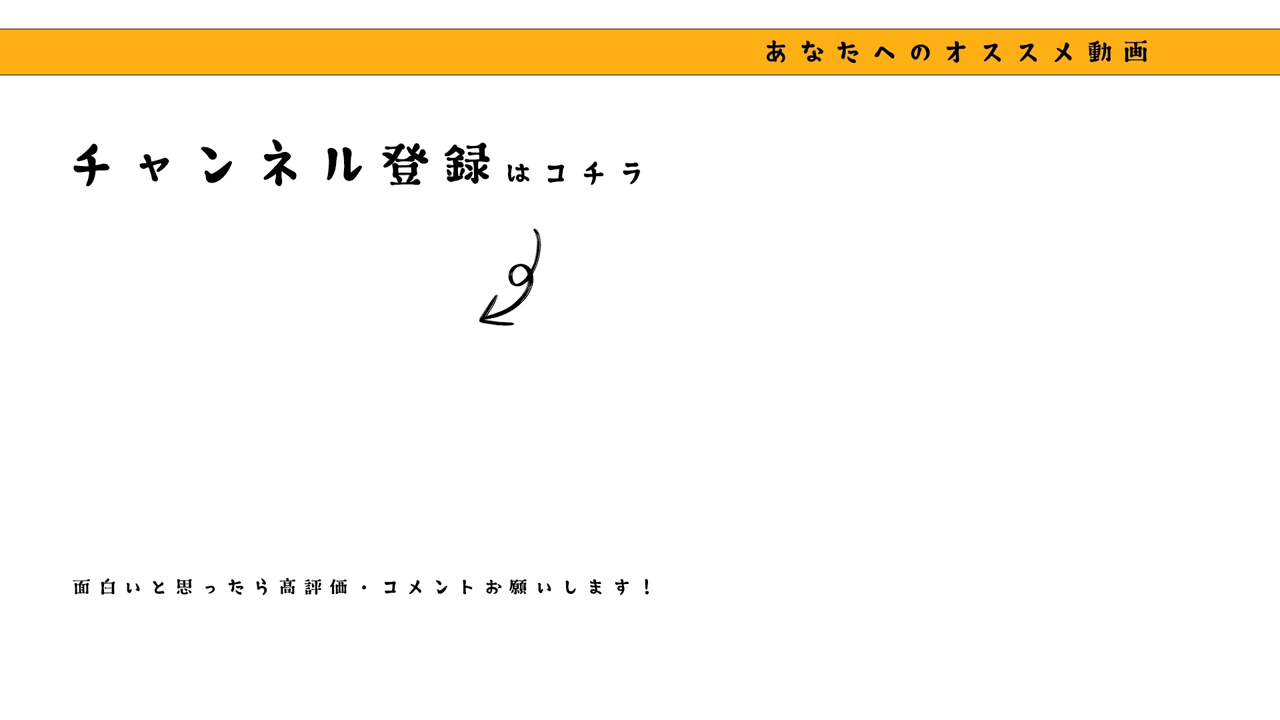 あなたへのオススメ動画
チャンネル登録はコチラ
面白いと思ったら高評価・コメントお願いします！